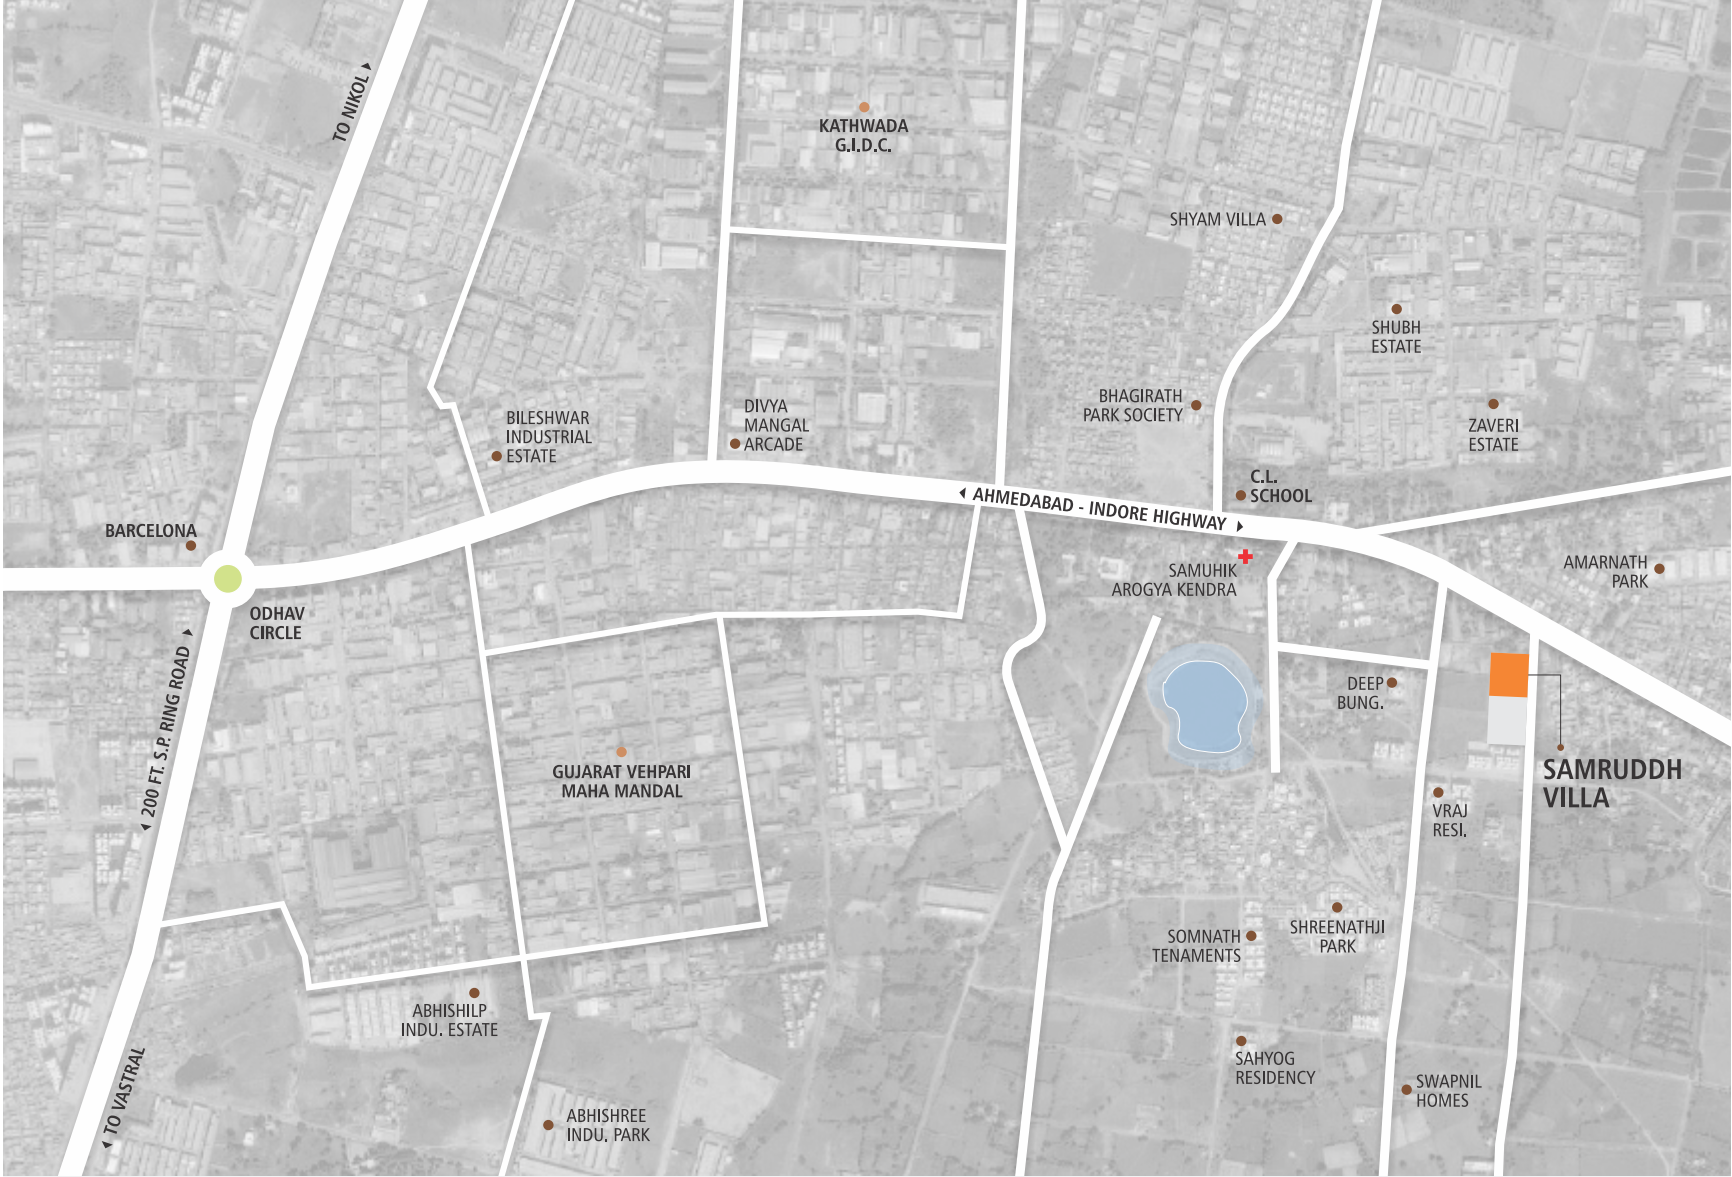 TO NIKOL
KATHWADA
G.I.D.C.
SHYAM VILLA
SHUBH
ESTATE
BHAGIRATH
PARK SOCIETY
ZAVERI
ESTATE
DIVYA
MANGAL
ARCADE
BILESHWAR
INDUSTRIAL
ESTATE
C.L.
SCHOOL
AHMEDABAD - INDORE HIGHWAY
BARCELONA
SAMUHIK
AROGYA KENDRA
AMARNATH
PARK
ODHAV
CIRCLE
200 FT. S.P. RING ROAD
DEEP
BUNG.
GUJARAT VEHPARI
MAHA MANDAL
SAMRUDDH
VILLA
VRAJ
RESI.
SHREENATHJI
PARK
SOMNATH
TENAMENTS
ABHISHILP
INDU. ESTATE
SAHYOG
RESIDENCY
SWAPNIL
HOMES
TO VASTRAL
ABHISHREE
INDU. PARK